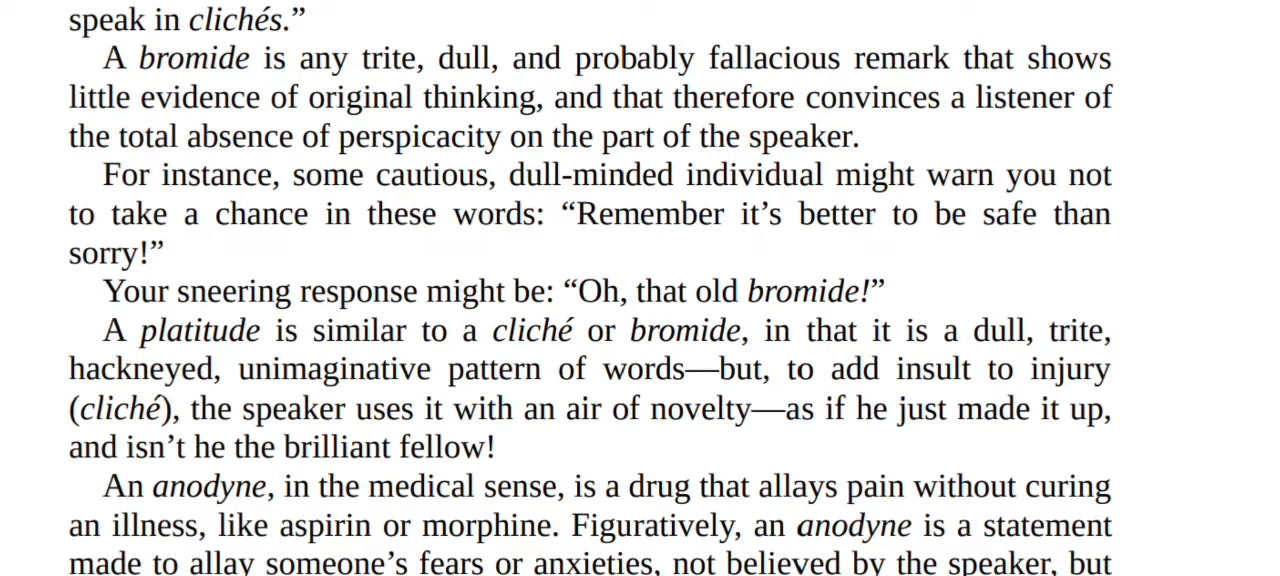 speak in clichés.”
A bromide is any trite, dull, and probably fallacious remark that shows
little evidence of original thinking, and that therefore convinces a listener of
the total absence of perspicacity on the part of the speaker.
For instance, some cautious, dull-minded individual might warn you not
to take a chance in these words: “Remember it’s better to be safe than
sorry!”
Your sneering response might be: “Oh, that old bromide!”
A platitude is similar to a cliché or bromide, in that it is a dull, trite,
hackneyed, unimaginative pattern of words—but, to add insult to injury
(cliché), the speaker uses it with an air of novelty—as if he just made it up,
and isn’t he the brilliant fellow!
An anodyne, in the medical sense, is a drug that allays pain without curing
an illness, like aspirin or morphine. Figuratively, an anodyne is a statement
made to allay someone’s fears or anxieties, not believed by the speaker, but